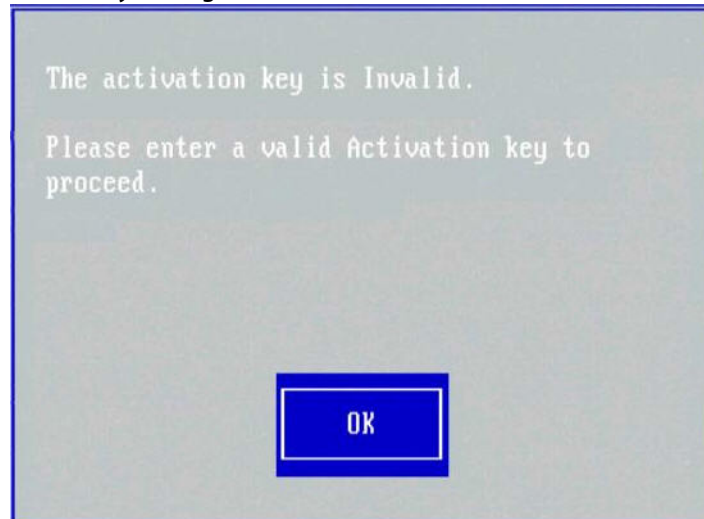 The activation key is Invalid.
Please enter a valid Activation key to
proceed.
OK